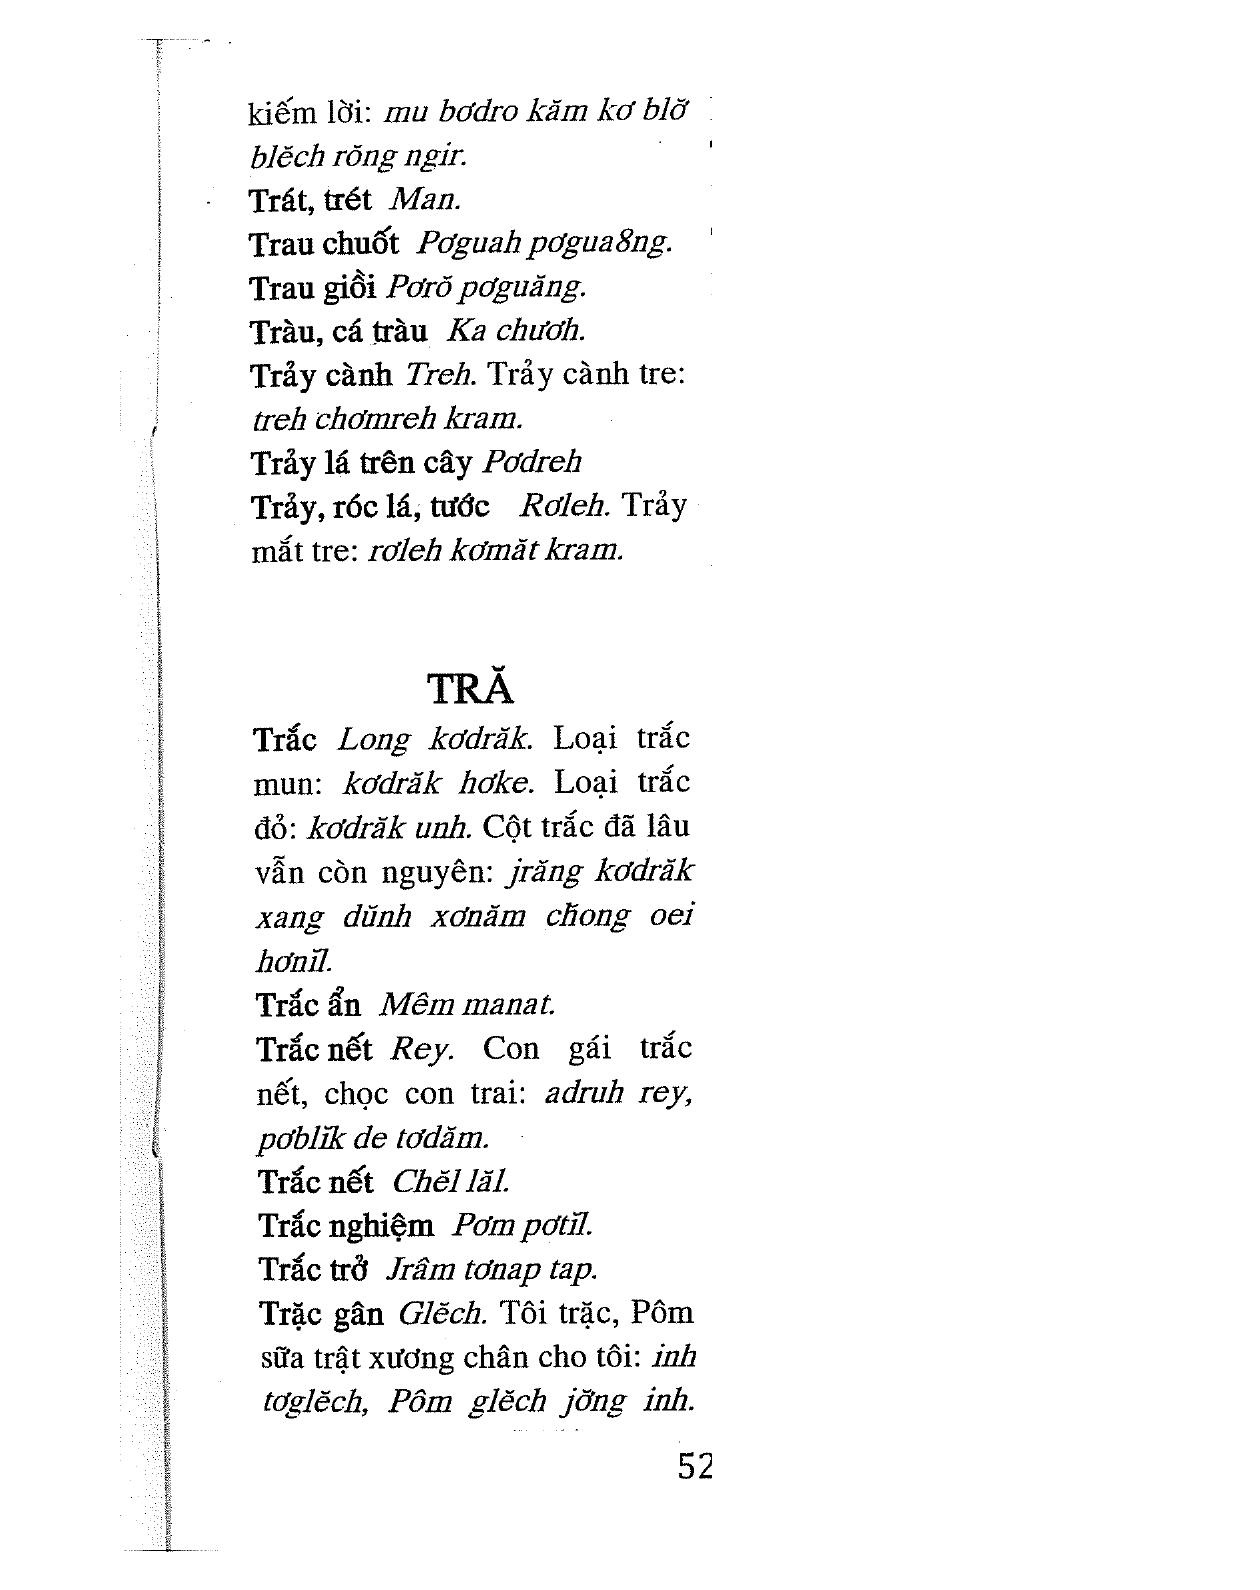 kiếm lời: mu bơdro kăm kơ blơ̆
blĕch rŏng ngir.
Trát, trét Man.
Trau chuốt Pơguah pơgua8ng.
Trau giồi Pơrŏ pơguăng.
Tràu, cá tràu Ka chươh.
Trảy cành Treh. Trảy cành tre:
treh chơmreh kram.
Trảy lá trên cây Pơdreh
Trảy, róc lá, tước Rơleh. Trảy
mắt tre: rơleh kơmăt kram.
TRĂ
Trắc Long kơdrăk. Loại trắc
mun: kơdrăk hơke. Loại trắc
đỏ: kơdrăk unh. Cột trắc đã lâu
vẫn còn nguyên: jrăng kơdrăk
xang dŭnh xơnăm chŏng oei
hơnĭl.
Trắc ẩn Mêm manat.
Trắc nết Rey. Con gái trắc
nết, chọc con trai: adruh rey,
pơblĭk de tơdăm.
Trắc nết Chĕl lăl.
Trắc nghiệm Pơm pơtĭl.
Trắc trở Jrâm tơnap tap.
Trặc gân Glĕch. Tôi trặc, Pôm
sữa trật xương chân cho tôi: inh
tơglĕch, Pôm glĕch jơ̆ng inh.
52